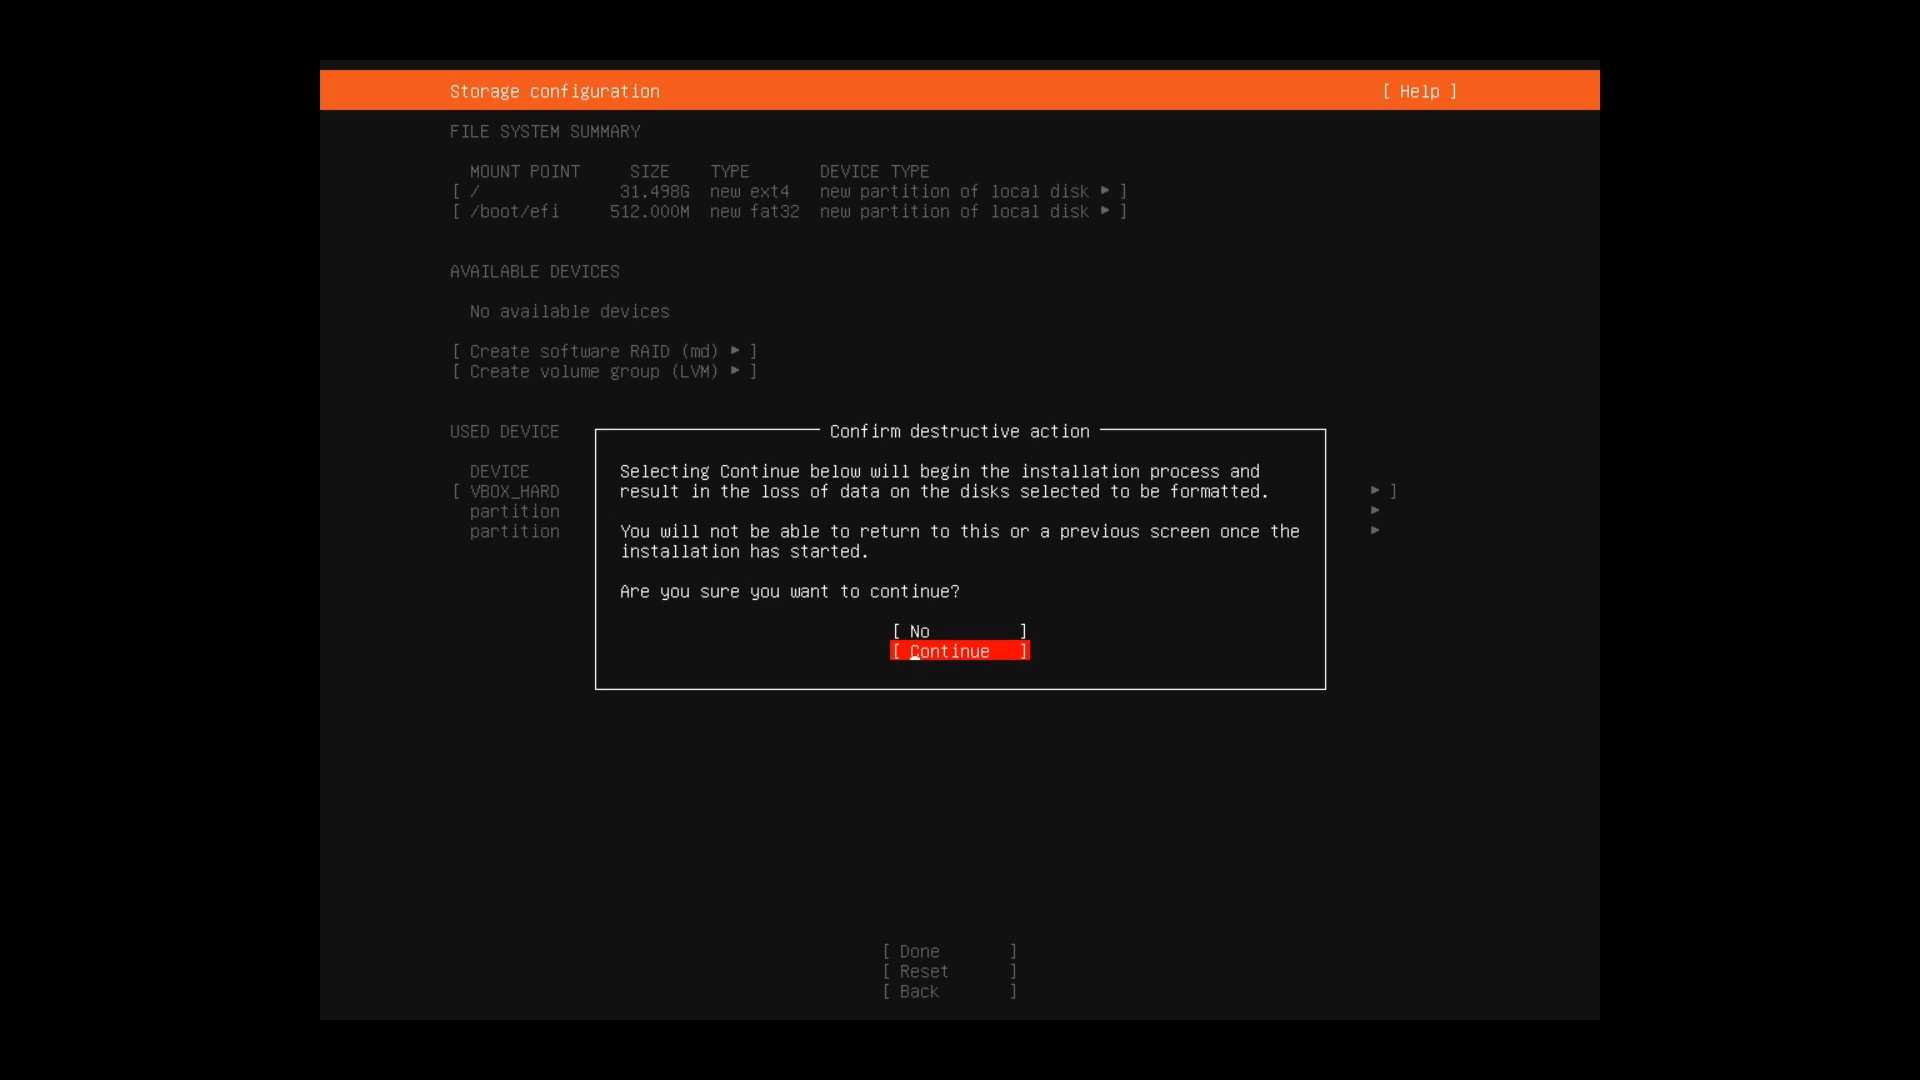 Storage configuration [ Help ]
FILE SYSTEM SUMMARY
MOUNT POINT SIZE TYPE DEVICE TYPE
[ / 31.498G new ext4 new partition of local disk ▸ ]
[ /boot/efi 512.000M new fat32 new partition of local disk ▸ ]
AVAILABLE DEVICES
No available devices
[ Create software RAID (md) ▸ ]
[ Create volume group (LVM) ▸ ]
USED DEVICE
DEVICE
[ VBOX_HARD ▸ ]
partition ▸
partition ▸
Confirm destructive action
Selecting Continue below will begin the installation process and
result in the loss of data on the disks selected to be formatted.
You will not be able to return to this or a previous screen once the
installation has started.
Are you sure you want to continue?
[ No ]
[ Continue ]
[ Done ]
[ Reset ]
[ Back ]